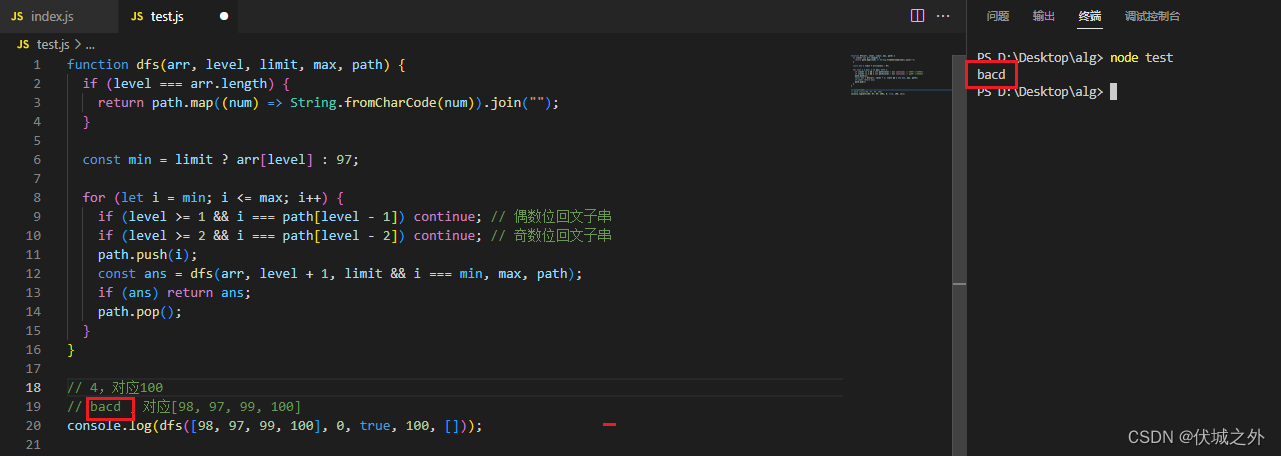 JS index.js
JS test.js
JS test.js > ...
1 function dfs(arr, level, limit, max, path) {
2 if (level === arr.length) {
3 return path.map((num) => String.fromCharCode(num)).join("");
4 }
5
6 const min = limit ? arr[level] : 97;
7
8 for (let i = min; i <= max; i++) {
9 if (level >= 1 && i === path[level - 1]) continue; // 偶数位回文子串
10 if (level >= 2 && i === path[level - 2]) continue; // 奇数位回文子串
11 path.push(i);
12 const ans = dfs(arr, level + 1, limit && i === min, max, path);
13 if (ans) return ans;
14 path.pop();
15 }
16 }
17
18 // 4，对应100
19 // bacd 对应[98, 97, 99, 100]
20 console.log(dfs([98, 97, 99, 100], 0, true, 100, []));
21
问题 输出 终端 调试控制台
PS D:\Desktop\alg> node test
bacd
PS D:\Desktop\alg>
CSDN @伏城之外